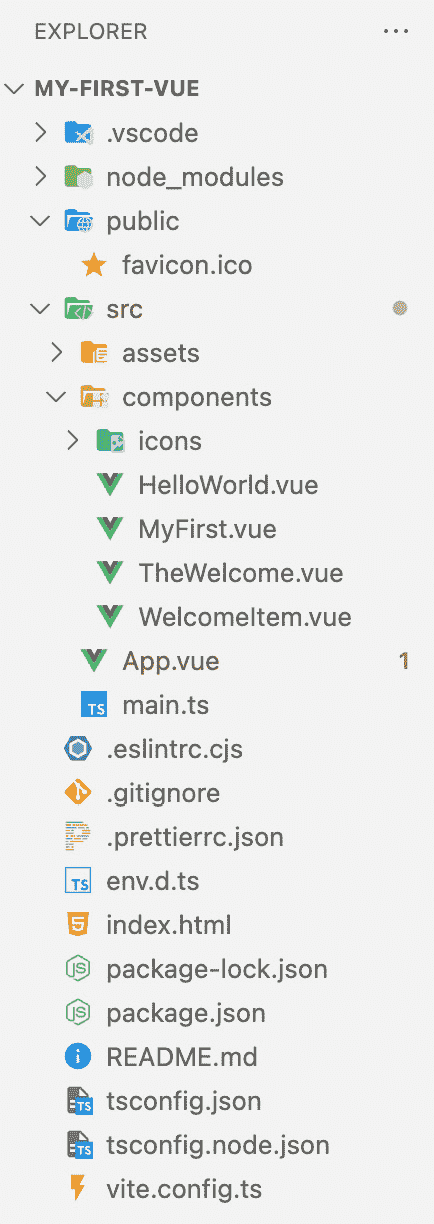 EXPLORER ...
MY-FIRST-VUE
.vscode
node_modules
public
favicon.ico
src
assets
components
icons
HelloWorld.vue
MyFirst.vue
TheWelcome.vue
WelcomeItem.vue
App.vue 1
TS main.ts
.eslintrc.cjs
.gitignore
.prettierrc.json
TS env.d.ts
index.html
JS package-lock.json
JS package.json
README.md
TS tsconfig.json
TS tsconfig.node.json
vite.config.ts